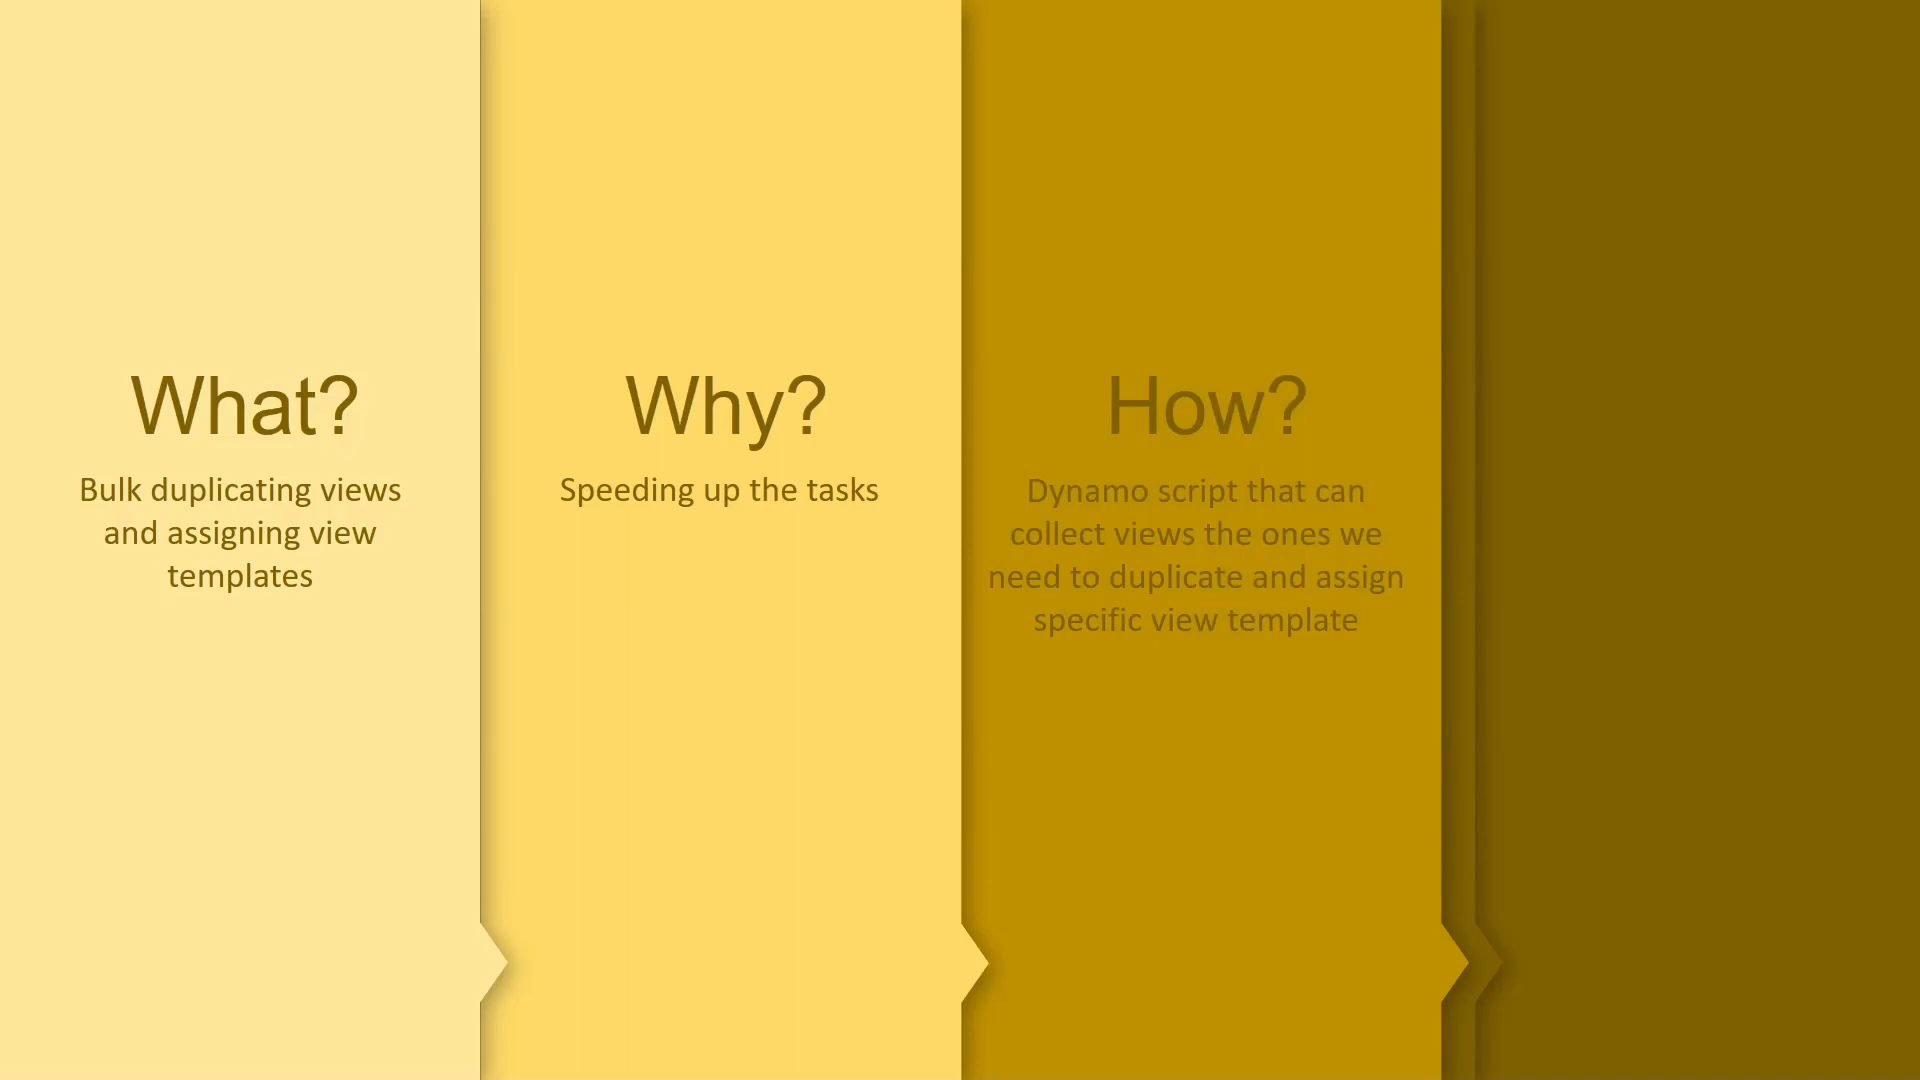 What?
Bulk duplicating views
and assigning view
templates
Why?
Speeding up the tasks
How?
Dynamo script that can
collect views the ones we
need to duplicate and assign
specific view template